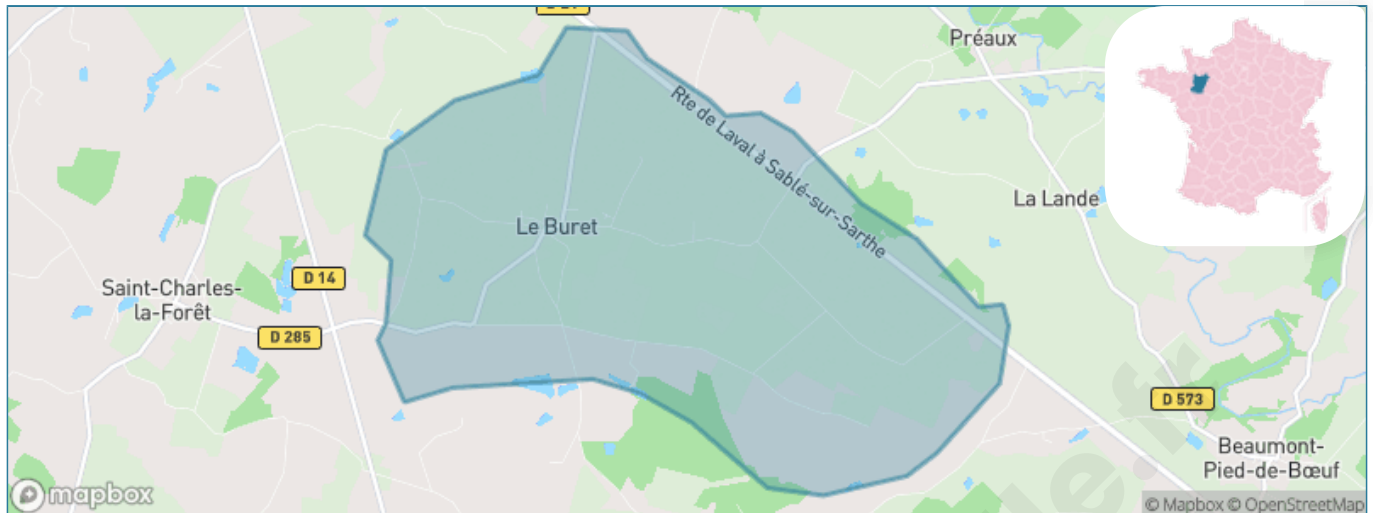 Préaux
Rte de Laval à Sablé-sur-Sarthe
La Lande
Le Buret
Saint-Charles-
la-Forêt
D 14
D 285
D 573
Beaumont-
Pied-de-Bœuf
mapbox
© Mapbox © OpenStreetMap